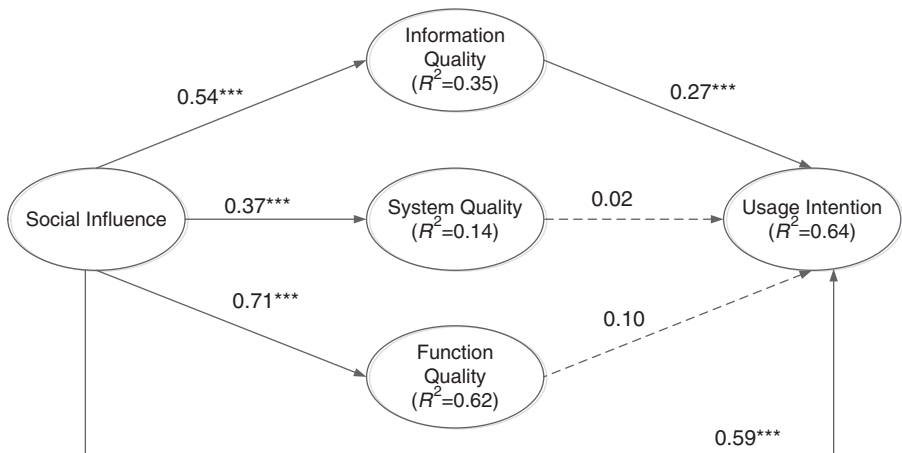 Information
Quality
(R²=0.35)
0.54***
0.27***
Social Influence
0.37***
System Quality
(R²=0.14)
0.02
Usage Intention
(R²=0.64)
0.71***
0.10
Function
Quality
(R²=0.62)
0.59***